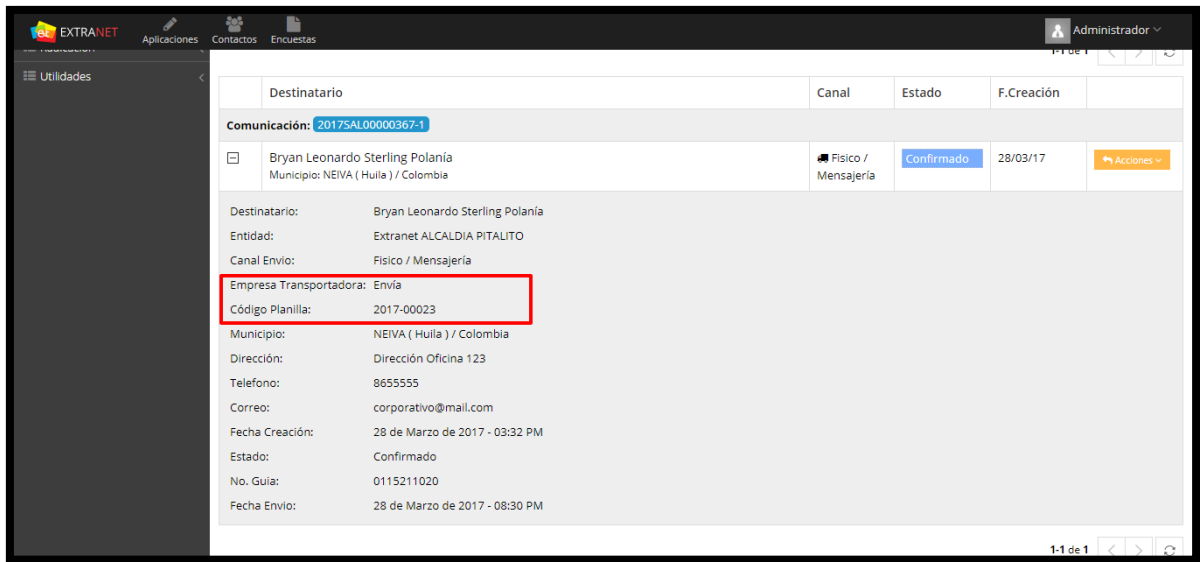 EXTRANET
Aplicaciones Contactos Encuestas
Administrador
Radicación
1-1 de 1
Utilidades
Destinatario Canal Estado F.Creación
Comunicación: 2017SAL00000367-1
Bryan Leonardo Sterling Polanía Fisico / Confirmado 28/03/17 Acciones
Municipio: NEIVA ( Huila ) / Colombia Mensajería
Destinatario: Bryan Leonardo Sterling Polanía
Entidad: Extranet ALCALDIA PITALITO
Canal Envio: Fisico / Mensajería
Empresa Transportadora: Envía
Código Planilla: 2017-00023
Municipio: NEIVA ( Huila ) / Colombia
Dirección: Dirección Oficina 123
Telefono: 8655555
Correo: corporativo@mail.com
Fecha Creación: 28 de Marzo de 2017 - 03:32 PM
Estado: Confirmado
No. Guia: 0115211020
Fecha Envio: 28 de Marzo de 2017 - 08:30 PM
1-1 de 1